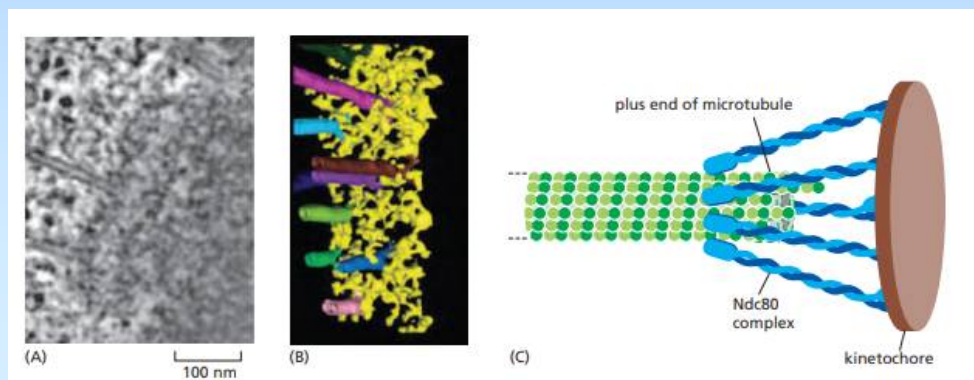 (A)
100 nm
(B)
(C)
plus end of microtubule
Ndc80
complex
kinetochore